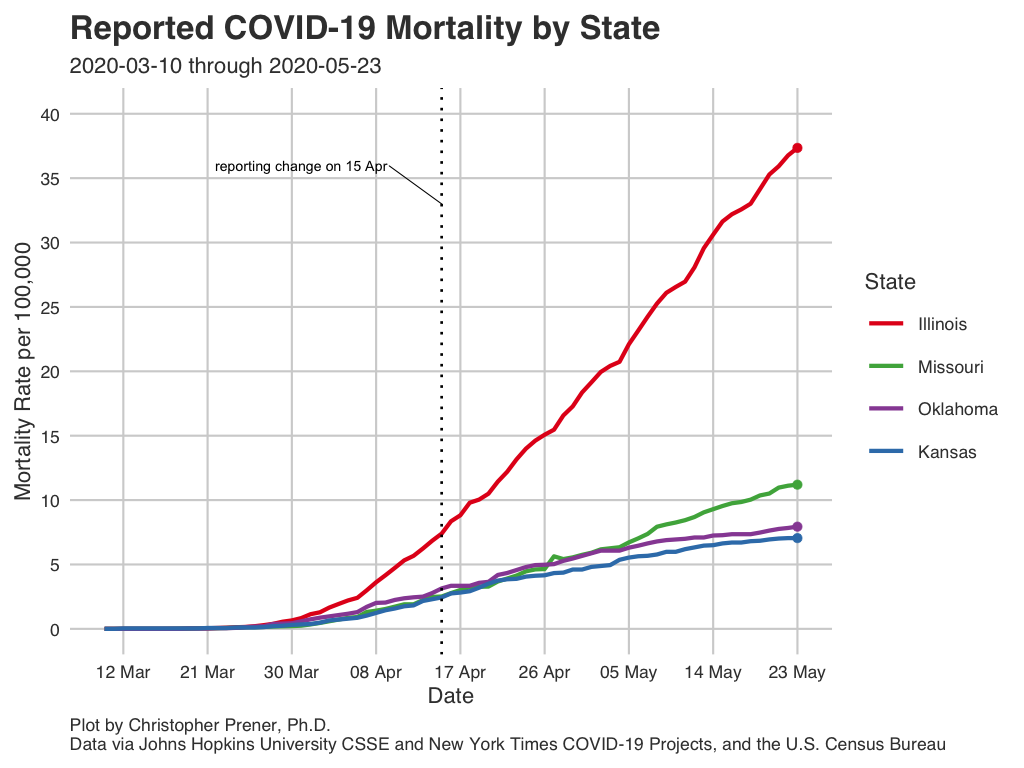 Reported COVID-19 Mortality by State
2020-03-10 through 2020-05-23
Mortality Rate per 100,000
40
35
30
25
20
15
10
5
0
reporting change on 15 Apr
12 Mar
21 Mar
30 Mar
08 Apr
17 Apr
26 Apr
05 May
14 May
23 May
Date
State
Illinois
Missouri
Oklahoma
Kansas
Plot by Christopher Prener, Ph.D.
Data via Johns Hopkins University CSSE and New York Times COVID-19 Projects, and the U.S. Census Bureau